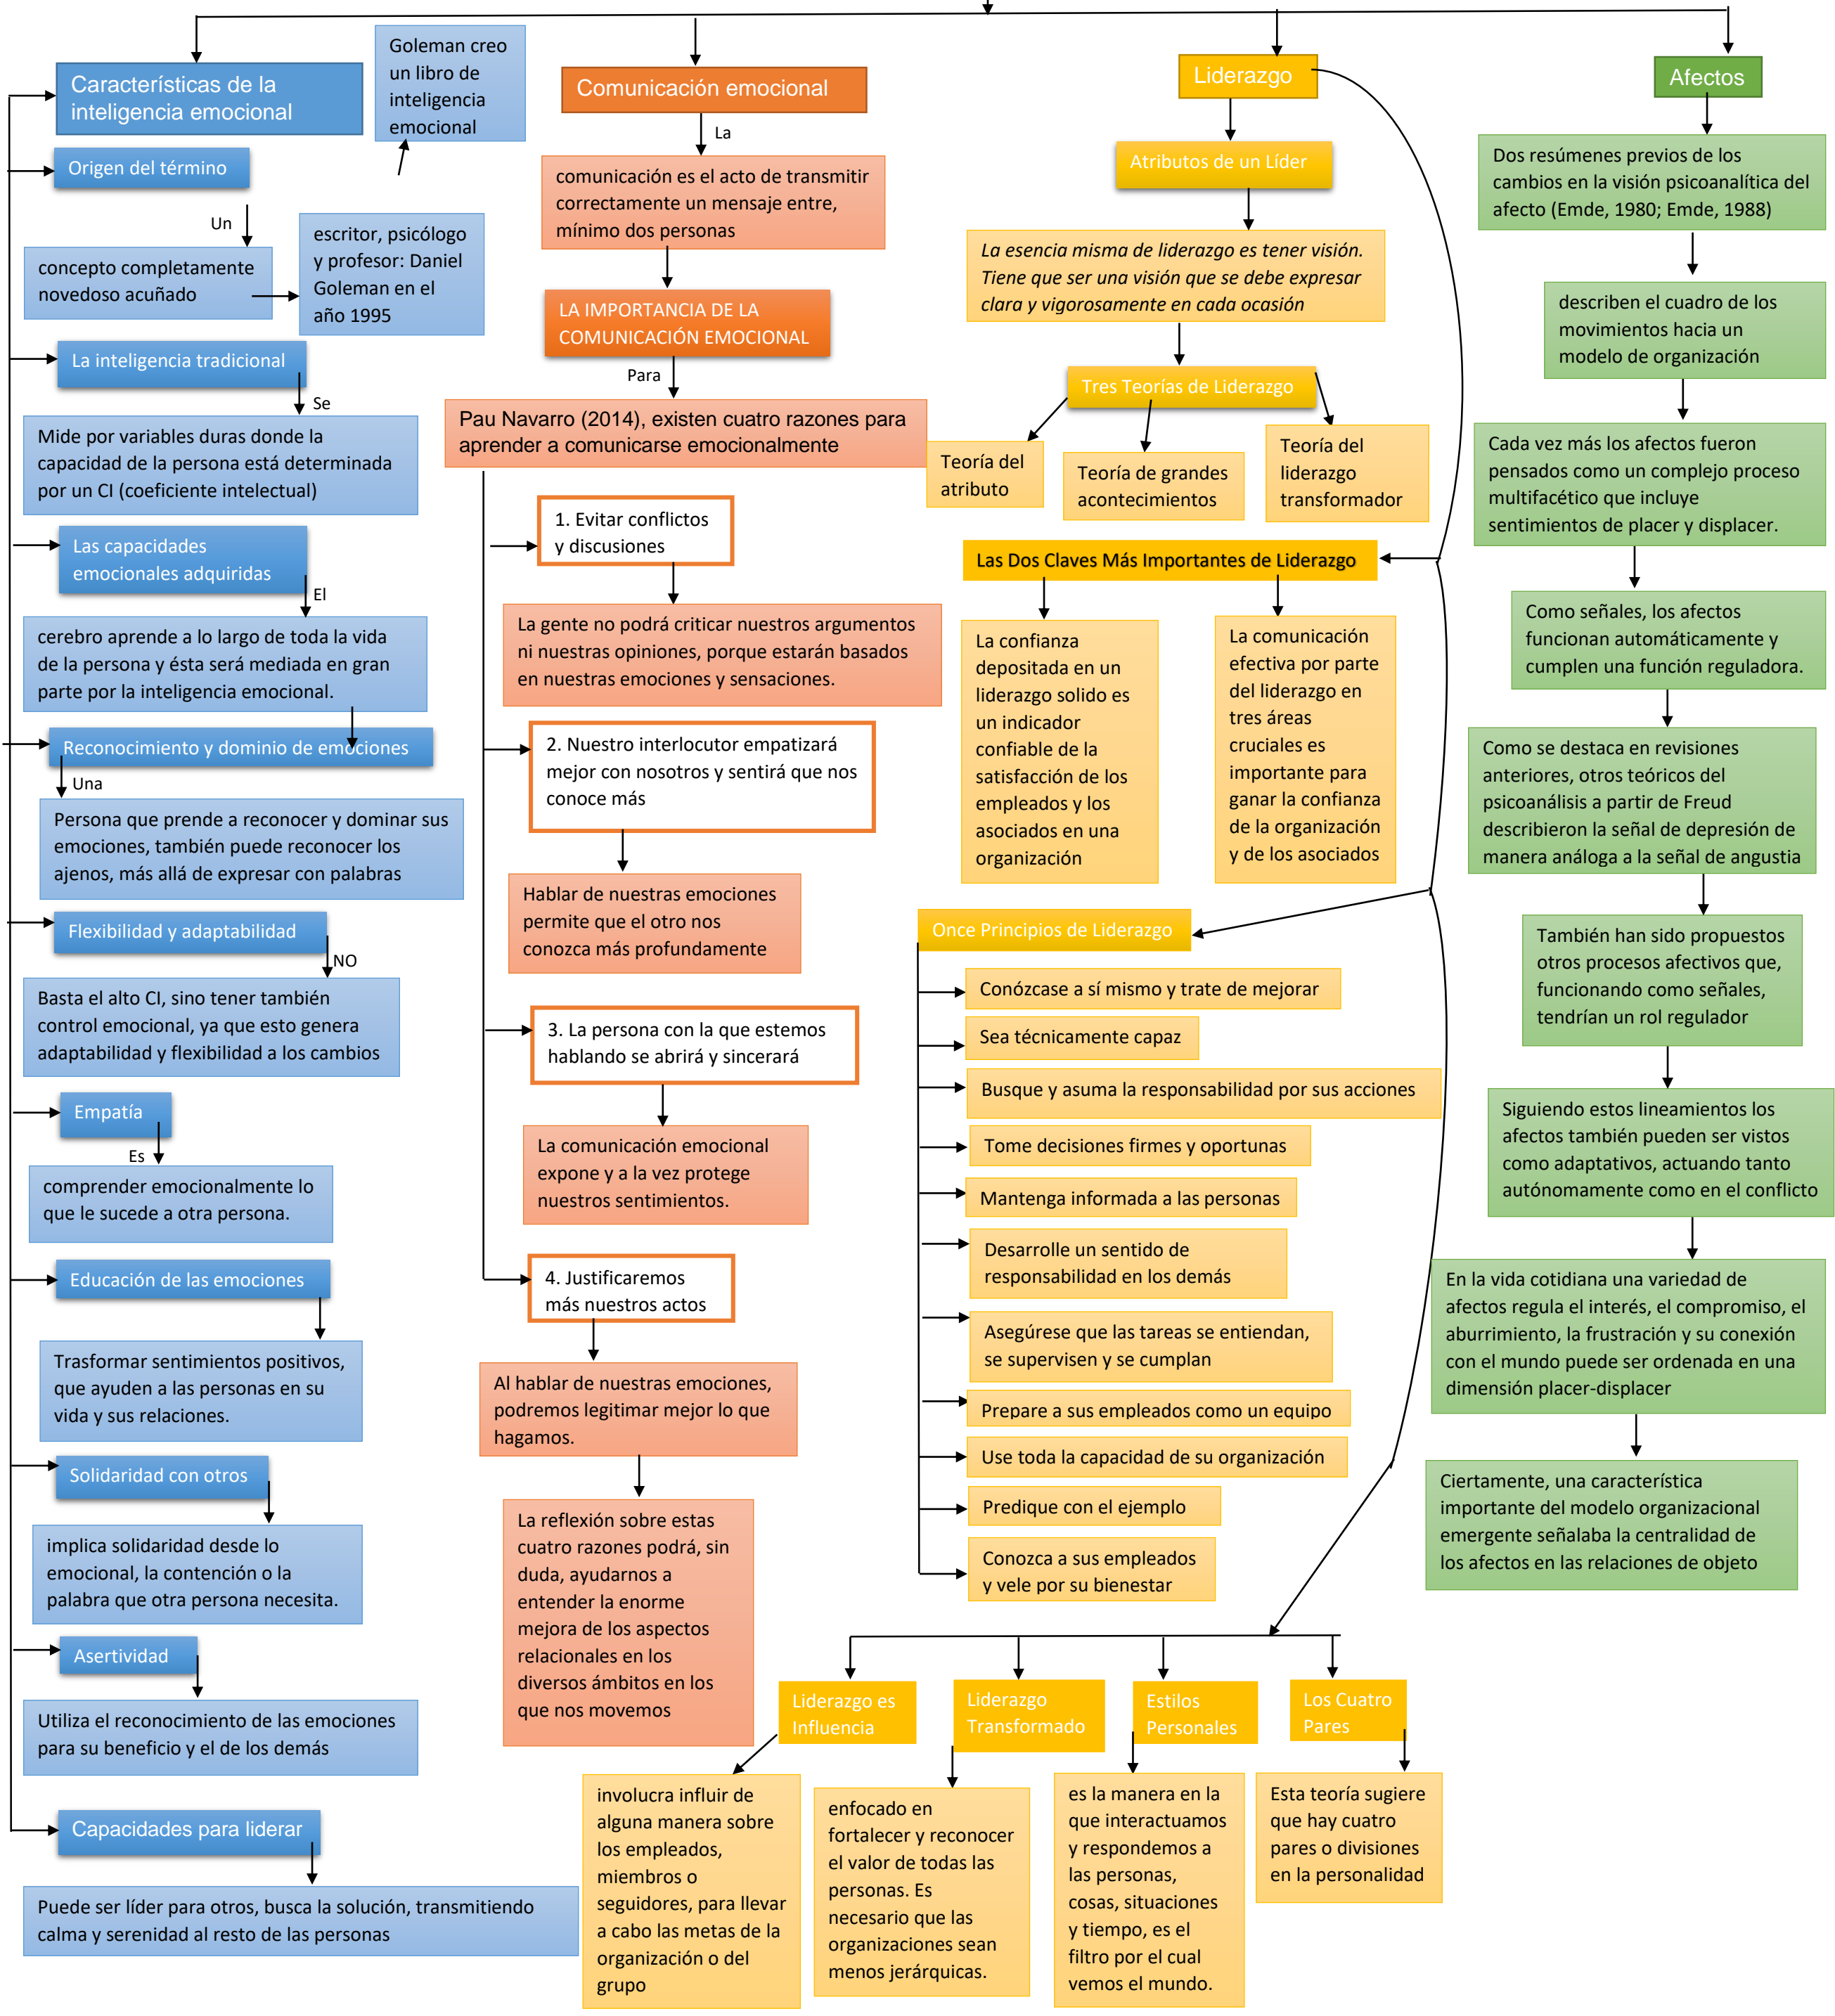 Características de la
inteligencia emocional
Goleman creo
un libro de
inteligencia
emocional
Origen del término
Un
concepto completamente
novedoso acuñado
escritor, psicólogo
y profesor: Daniel
Goleman en el
año 1995
La inteligencia tradicional
Se
Mide por variables duras donde la
capacidad de la persona está determinada
por un CI (coeficiente intelectual)
Las capacidades
emocionales adquiridas
El
cerebro aprende a lo largo de toda la vida
de la persona y ésta será mediada en gran
parte por la inteligencia emocional.
Reconocimiento y dominio de emociones
Una
Persona que prende a reconocer y dominar sus
emociones, también puede reconocer los
ajenos, más allá de expresar con palabras
Flexibilidad y adaptabilidad
NO
Basta el alto CI, sino tener también
control emocional, ya que esto genera
adaptabilidad y flexibilidad a los cambios
Empatía
Es
comprender emocionalmente lo
que le sucede a otra persona.
Educación de las emociones
Trasformar sentimientos positivos,
que ayuden a las personas en su
vida y sus relaciones.
Solidaridad con otros
implica solidaridad desde lo
emocional, la contención o la
palabra que otra persona necesita.
Asertividad
Utiliza el reconocimiento de las emociones
para su beneficio y el de los demás
Capacidades para liderar
Puede ser líder para otros, busca la solución, transmitiendo
calma y serenidad al resto de las personas
Comunicación emocional
La
comunicación es el acto de transmitir
correctamente un mensaje entre,
mínimo dos personas
LA IMPORTANCIA DE LA
COMUNICACIÓN EMOCIONAL
Para
Pau Navarro (2014), existen cuatro razones para
aprender a comunicarse emocionalmente
1. Evitar conflictos
y discusiones
La gente no podrá criticar nuestros argumentos
ni nuestras opiniones, porque estarán basados
en nuestras emociones y sensaciones.
2. Nuestro interlocutor empatizará
mejor con nosotros y sentirá que nos
conoce más
Hablar de nuestras emociones
permite que el otro nos
conozca más profundamente
3. La persona con la que estemos
hablando se abrirá y sincerará
La comunicación emocional
expone y a la vez protege
nuestros sentimientos.
4. Justificaremos
más nuestros actos
Al hablar de nuestras emociones,
podremos legitimar mejor lo que
hagamos.
La reflexión sobre estas
cuatro razones podrá, sin
duda, ayudarnos a
entender la enorme
mejora de los aspectos
relacionales en los
diversos ámbitos en los
que nos movemos
Liderazgo
Atributos de un Líder
La esencia misma de liderazgo es tener visión.
Tiene que ser una visión que se debe expresar
clara y vigorosamente en cada ocasión
Tres Teorías de Liderazgo
Teoría del
atributo
Teoría de grandes
acontecimientos
Teoría del
liderazgo
transformador
Las Dos Claves Más Importantes de Liderazgo
La confianza
depositada en un
liderazgo solido es
un indicador
confiable de la
satisfacción de los
empleados y los
asociados en una
organización
La comunicación
efectiva por parte
del liderazgo en
tres áreas
cruciales es
importante para
ganar la confianza
de la organización
y de los asociados
Once Principios de Liderazgo
Conózcase a sí mismo y trate de mejorar
Sea técnicamente capaz
Busque y asuma la responsabilidad por sus acciones
Tome decisiones firmes y oportunas
Mantenga informada a las personas
Desarrolle un sentido de
responsabilidad en los demás
Asegúrese que las tareas se entiendan,
se supervisen y se cumplan
Prepare a sus empleados como un equipo
Use toda la capacidad de su organización
Predique con el ejemplo
Conozca a sus empleados
y vele por su bienestar
Liderazgo es
Influencia
involucra influir de
alguna manera sobre
los empleados,
miembros o
seguidores, para llevar
a cabo las metas de la
organización o del
grupo
Liderazgo
Transformado
enfocado en
fortalecer y reconocer
el valor de todas las
personas. Es
necesario que las
organizaciones sean
menos jerárquicas.
Estilos
Personales
es la manera en la
que interactuamos
y respondemos a
las personas,
cosas, situaciones
y tiempo, es el
filtro por el cual
vemos el mundo.
Los Cuatro
Pares
Esta teoría sugiere
que hay cuatro
pares o divisiones
en la personalidad
Afectos
Dos resúmenes previos de los
cambios en la visión psicoanalítica del
afecto (Emde, 1980; Emde, 1988)
describen el cuadro de los
movimientos hacia un
modelo de organización
Cada vez más los afectos fueron
pensados como un complejo proceso
multifacético que incluye
sentimientos de placer y displacer.
Como señales, los afectos
funcionan automáticamente y
cumplen una función reguladora.
Como se destaca en revisiones
anteriores, otros teóricos del
psicoanálisis a partir de Freud
describieron la señal de depresión de
manera análoga a la señal de angustia
También han sido propuestos
otros procesos afectivos que,
funcionando como señales,
tendrían un rol regulador
Siguiendo estos lineamientos los
afectos también pueden ser vistos
como adaptativos, actuando tanto
autónomamente como en el conflicto
En la vida cotidiana una variedad de
afectos regula el interés, el compromiso, el
aburrimiento, la frustración y su conexión
con el mundo puede ser ordenada en una
dimensión placer-displacer
Ciertamente, una característica
importante del modelo organizacional
emergente señalaba la centralidad de
los afectos en las relaciones de objeto